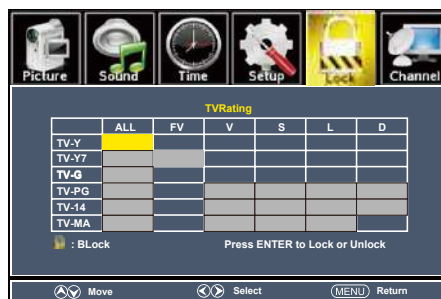 Picture Sound Time Setup Lock Channel
TVRating
ALL FV V S L D
TV-Y
TV-Y7
TV-G
TV-PG
TV-14
TV-MA
: BLock Press ENTER to Lock or Unlock
Move Select MENU Return